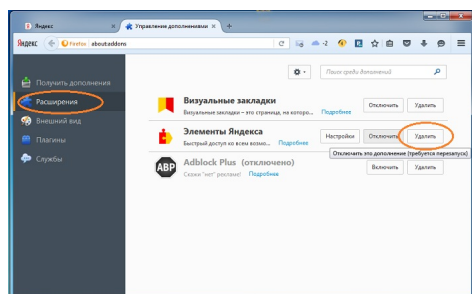 Яндекс
Управление дополнениями
Яндекс Firefox about:addons
-2
Поиск среди дополнений
Получить дополнения
Расширения
Внешний вид
Плагины
Службы
Визуальные закладки
Визуальные закладки – это страница, на которо... Подробнее
Отключить Удалить
Элементы Яндекса
Быстрый доступ ко всем возмо... Подробнее
Настройки Отключить Удалить
Отключить это дополнение (требуется перезапуск)
ABP
Adblock Plus (отключено)
Скажи "нет" рекламе! Подробнее
Включить Удалить